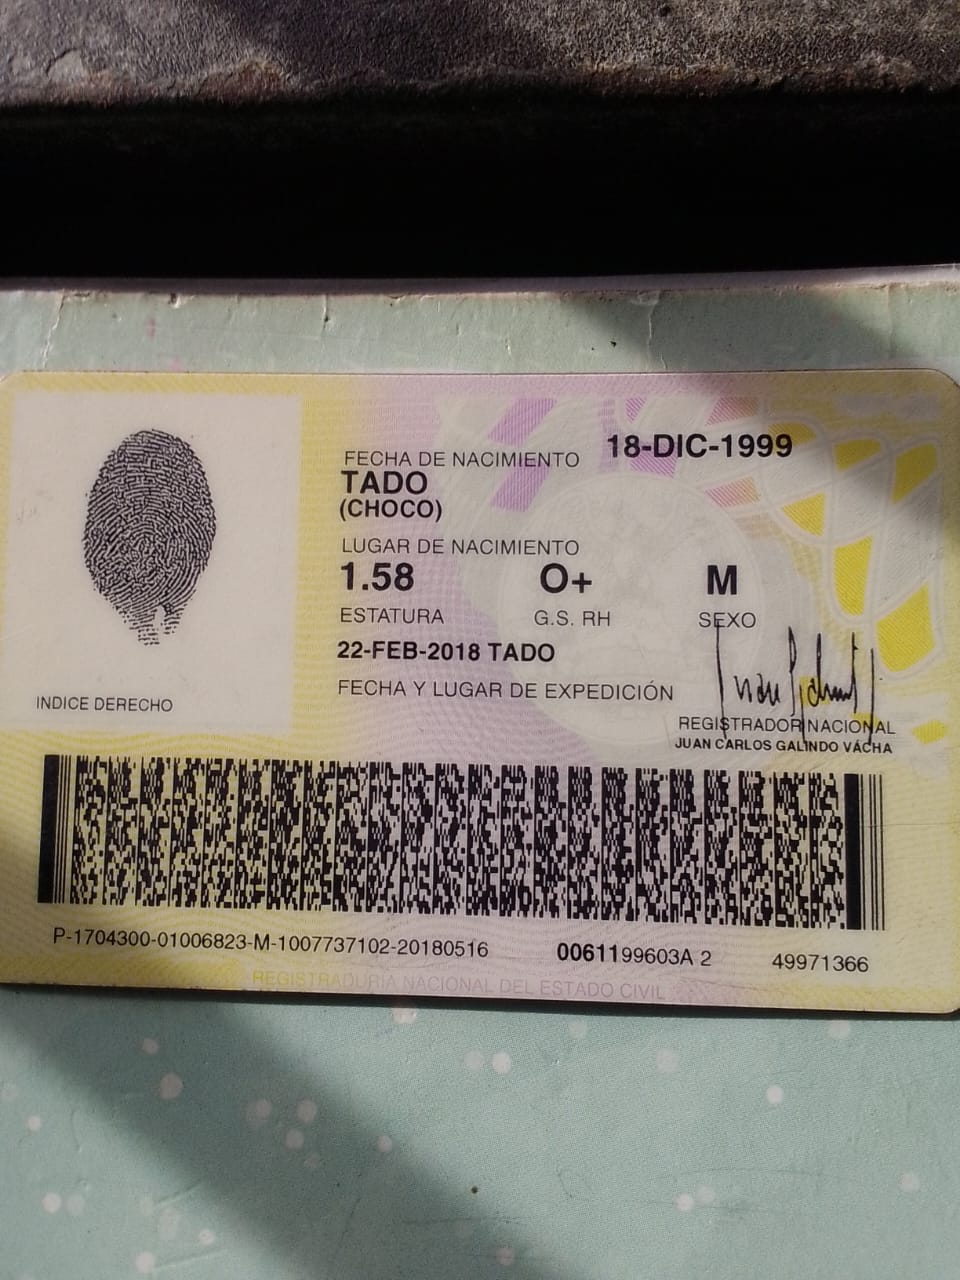 18-DIC-1999
FECHA DE NACIMIENTO
TADO
(CHOCO)
LUGAR DE NACIMIENTO
1.58 O+ M
ESTATURA G.S. RH SEXO
22-FEB-2018 TADO
FECHA Y LUGAR DE EXPEDICIÓN
INDICE DERECHO
REGISTRADOR NACIONAL
JUAN CARLOS GALINDO VÁCHA
P-1704300-01006823-M-1007737102-20180516 0061199603A 2 49971366
REGISTRADURIA NACIONAL DEL ESTADO CIVIL